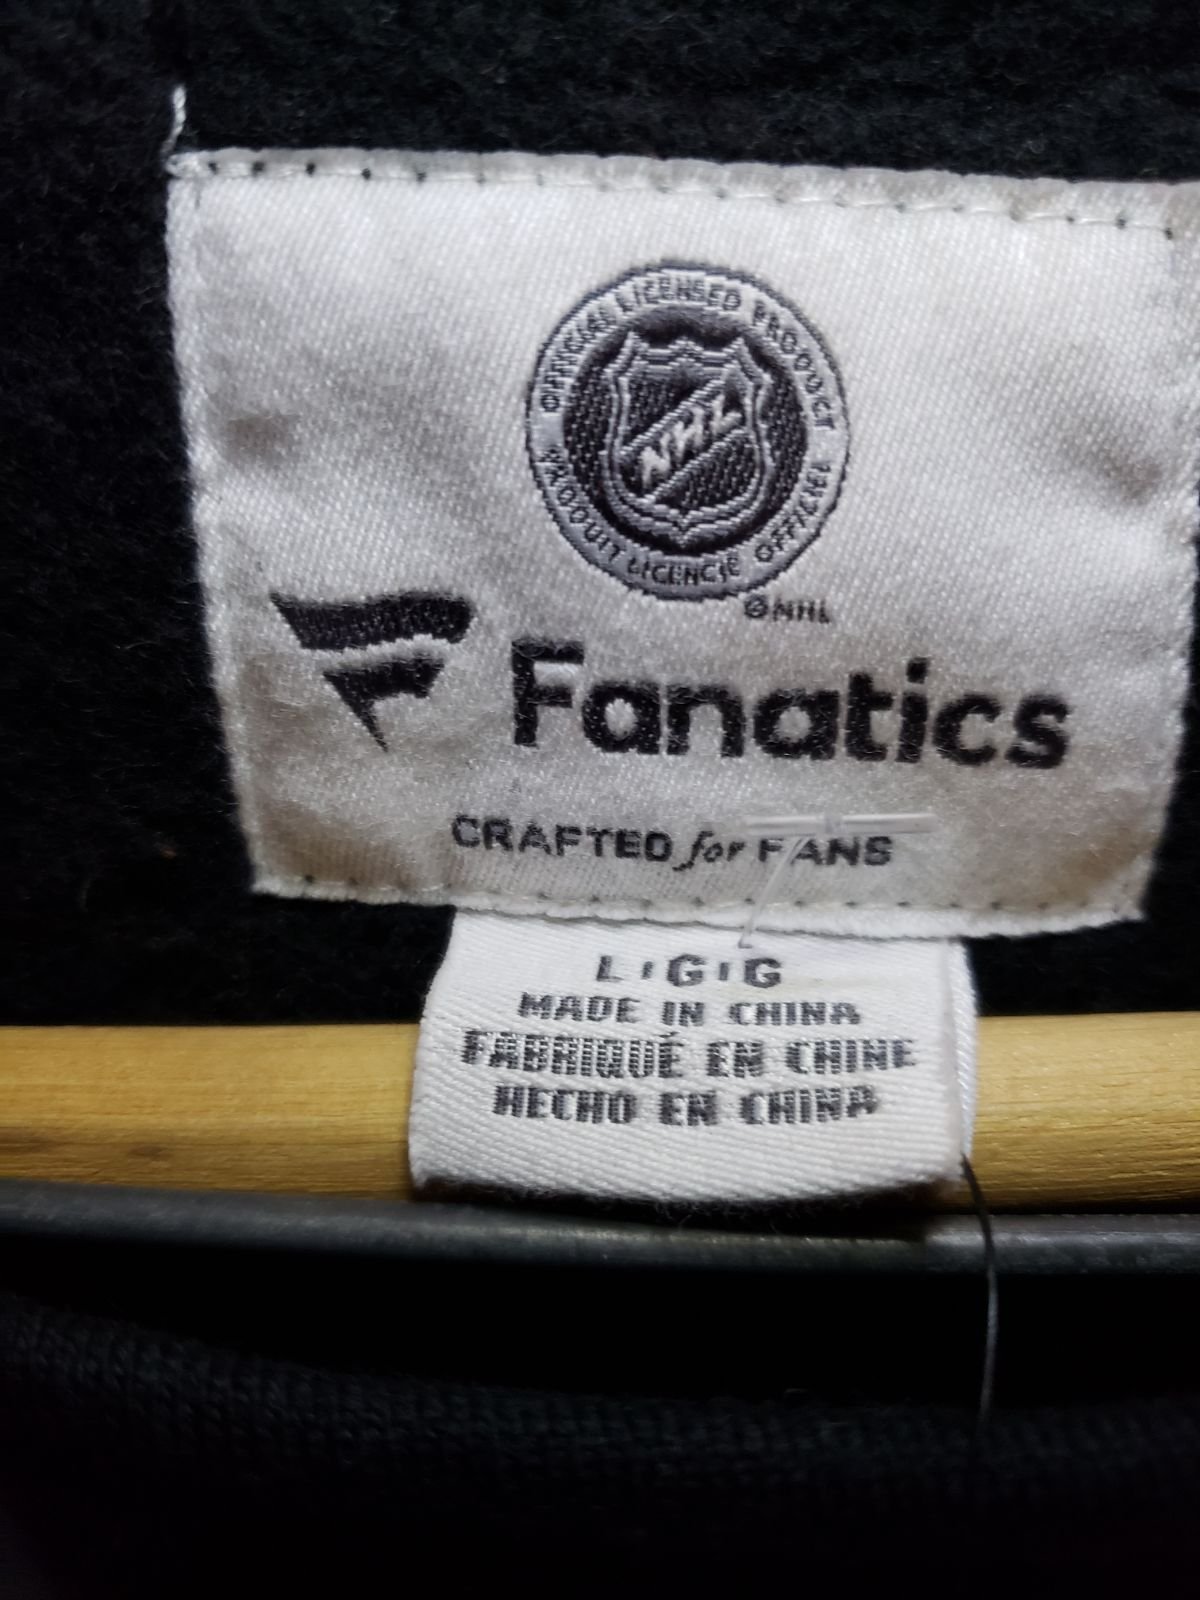 OFFICIAL LICENSED PRODUCT
NHL
PRODUIT LICENCIÉ OFFICIEL
©NHL
Fanatics
CRAFTED for FANS
L I G I G
MADE IN CHINA
FABRIQUÉ EN CHINE
HECHO EN CHINA